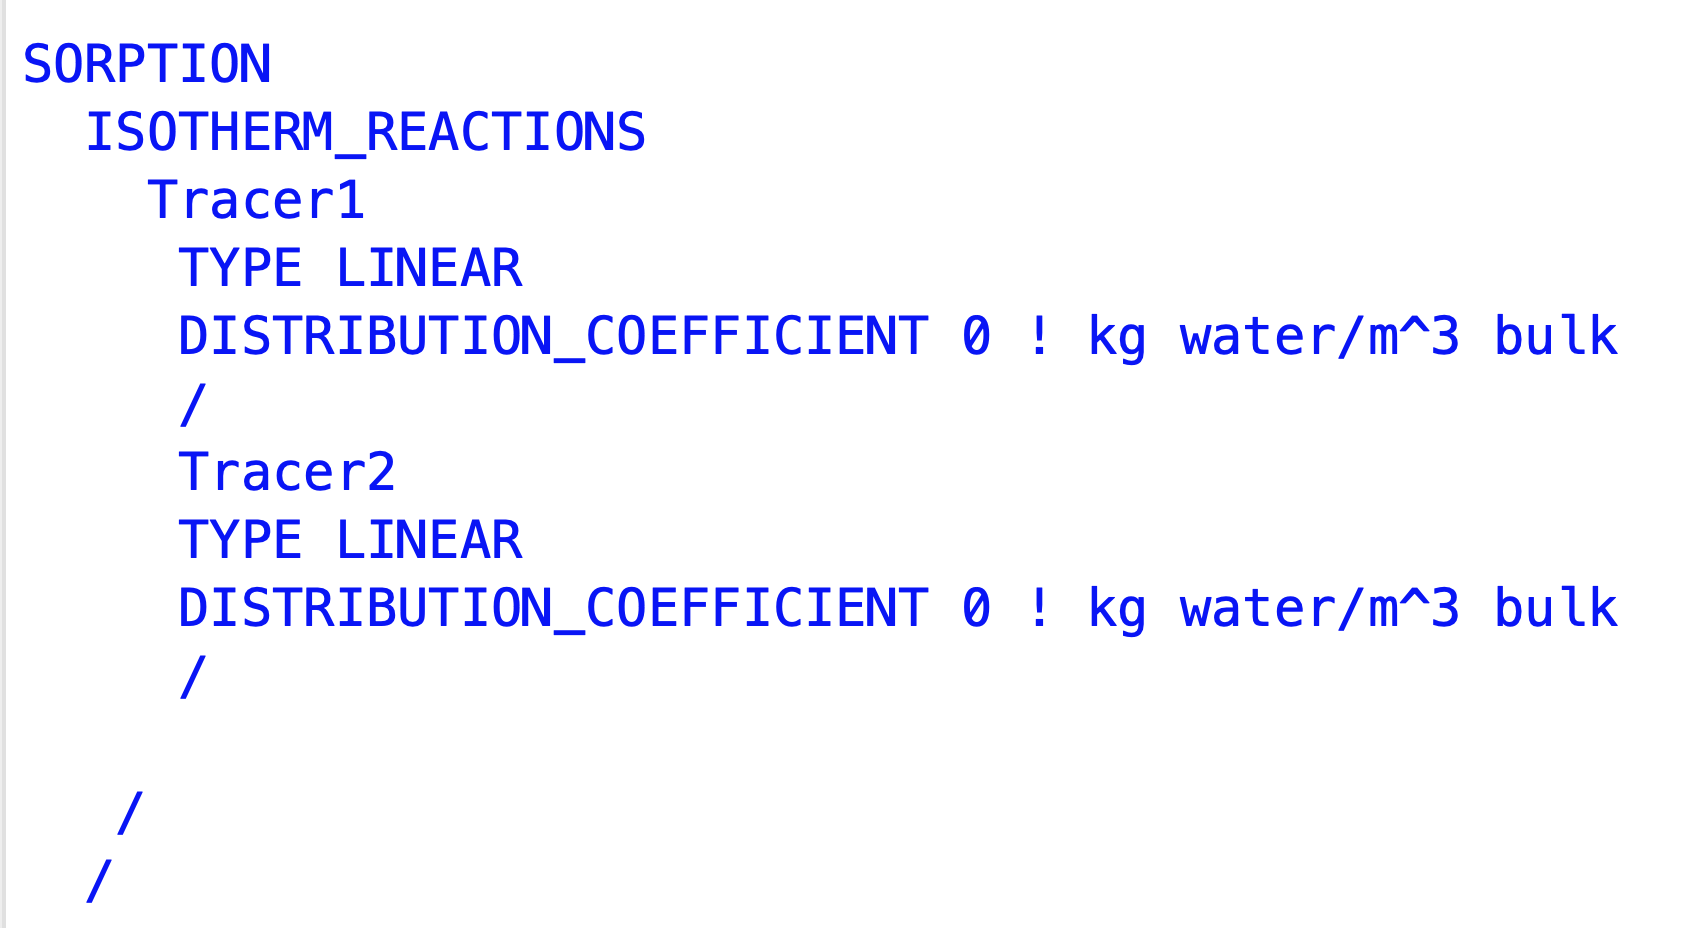 SORPTION
ISOTHERM_REACTIONS
Tracer1
TYPE LINEAR
DISTRIBUTION_COEFFICIENT 0 ! kg water/m^3 bulk
/
Tracer2
TYPE LINEAR
DISTRIBUTION_COEFFICIENT 0 ! kg water/m^3 bulk
/
/
/